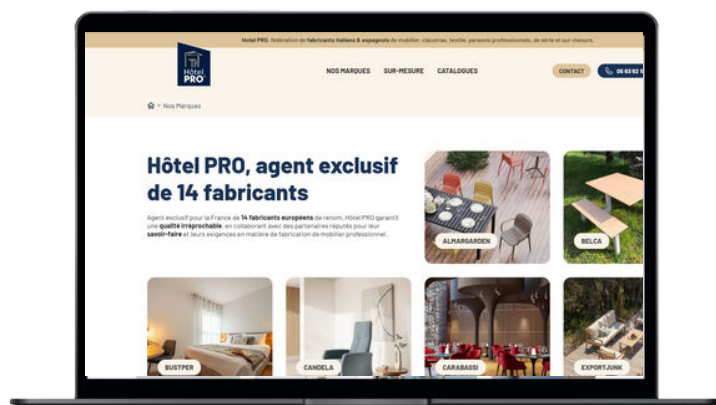 Hotel PRO, fédération de fabricants italiens & espagnols de mobilier, claustras, textile, parasols professionnels, de série et sur-mesure.
Hôtel
PRO
NOS MARQUES SUR-MESURE CATALOGUES CONTACT 05 63 62 1
> Nos Marques
Hôtel PRO, agent exclusif
de 14 fabricants
Agent exclusif pour la France de 14 fabricants européens de renom, Hôtel PRO garantit
une qualité irréprochable, en collaborant avec des partenaires réputés pour leur
savoir-faire et leurs exigences en matière de fabrication de mobilier professionnel.
ALMARGARDEN
BELCA
BUSTPER
CANDELA
CARABASSI
EXPORTJUNK